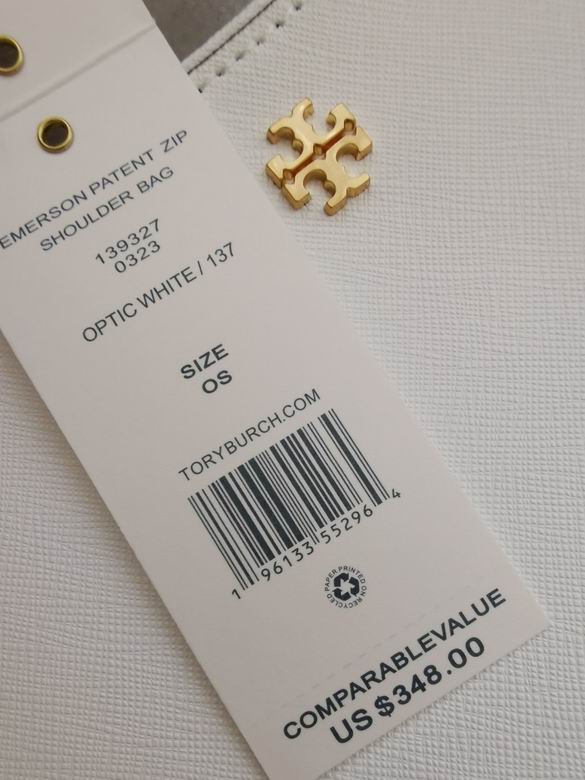 EMERSON PATENT ZIP
SHOULDER BAG
139327
0323
OPTIC WHITE / 137
SIZE
OS
TORYBURCH.COM
1 96133 55296 4
PRINTED ON RECYCLED PAPER
COMPARABLEVALUE
US $348.00